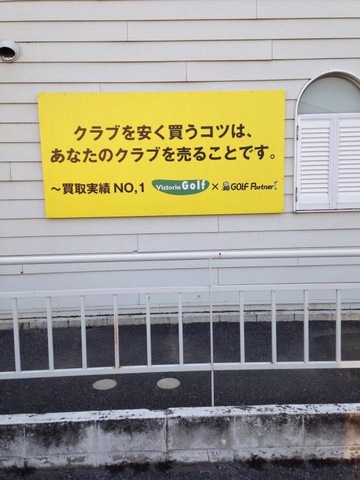 クラブを安く買うコツは、
あなたのクラブを売ることです。
～買取実績 NO,1 Victoria Golf × GOLF Partner